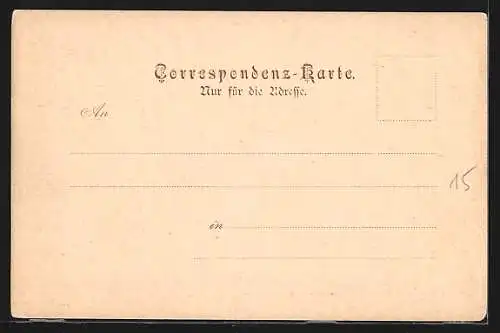 Correspondenz-Karte.
Nur für die Adresse.
An
15
in